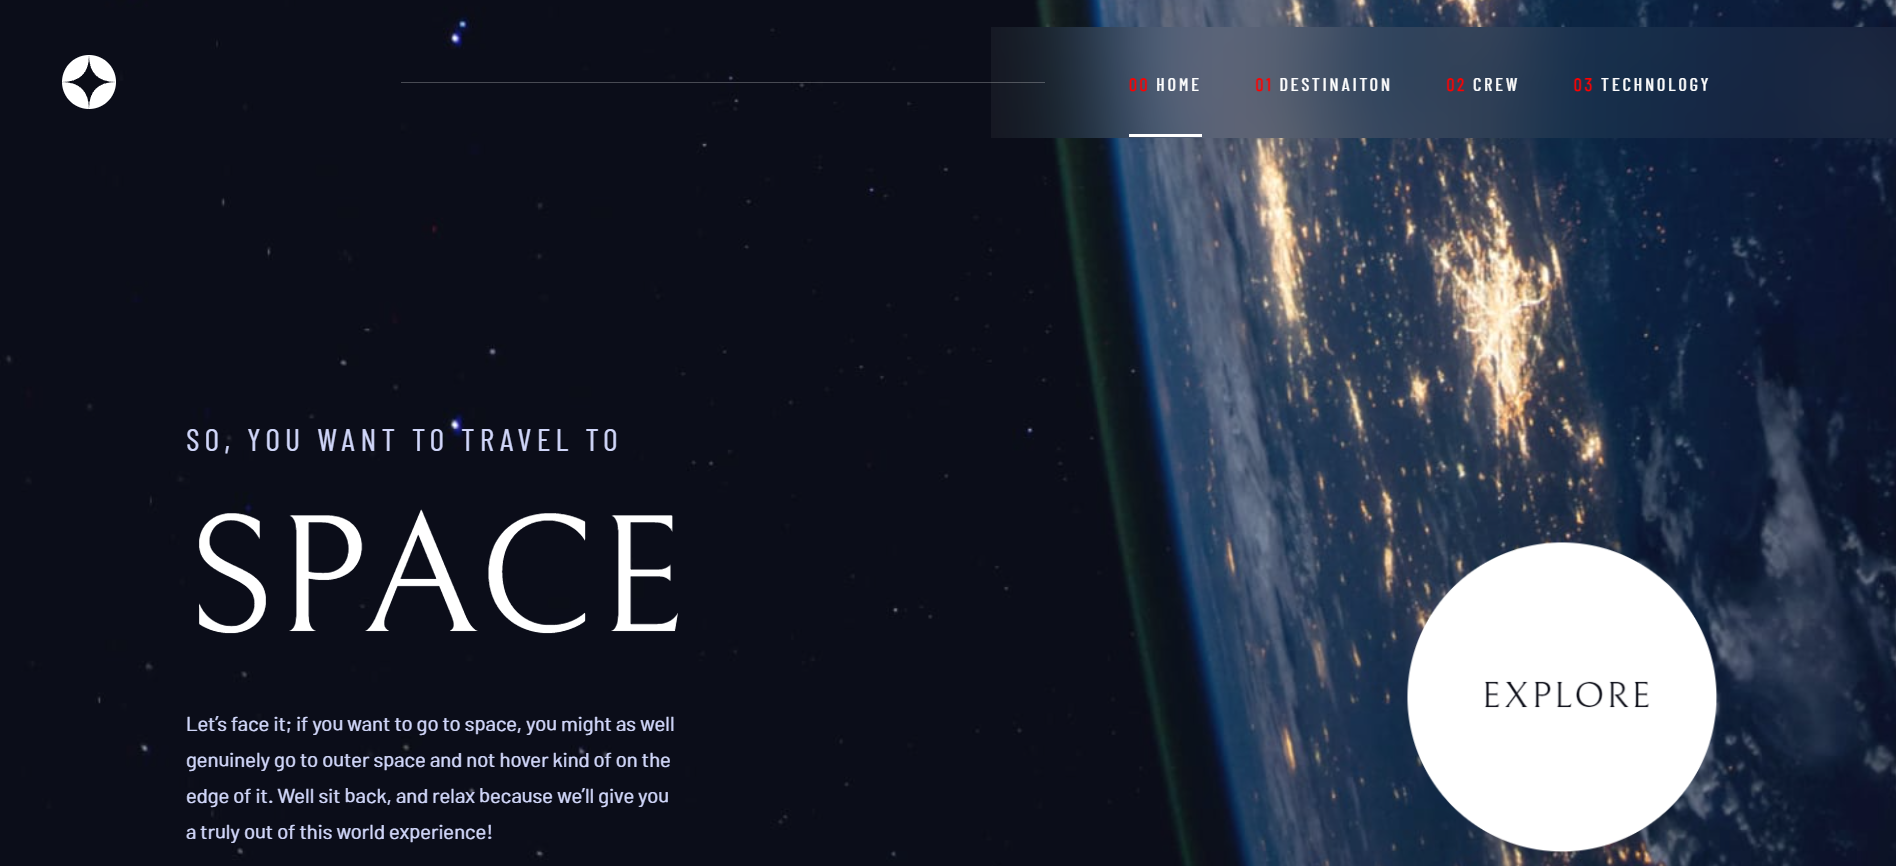 00 HOME 01 DESTINAITON 02 CREW 03 TECHNOLOGY
SO, YOU WANT TO TRAVEL TO
SPACE
Let's face it; if you want to go to space, you might as well
genuinely go to outer space and not hover kind of on the
edge of it. Well sit back, and relax because we'll give you
a truly out of this world experience!
EXPLORE